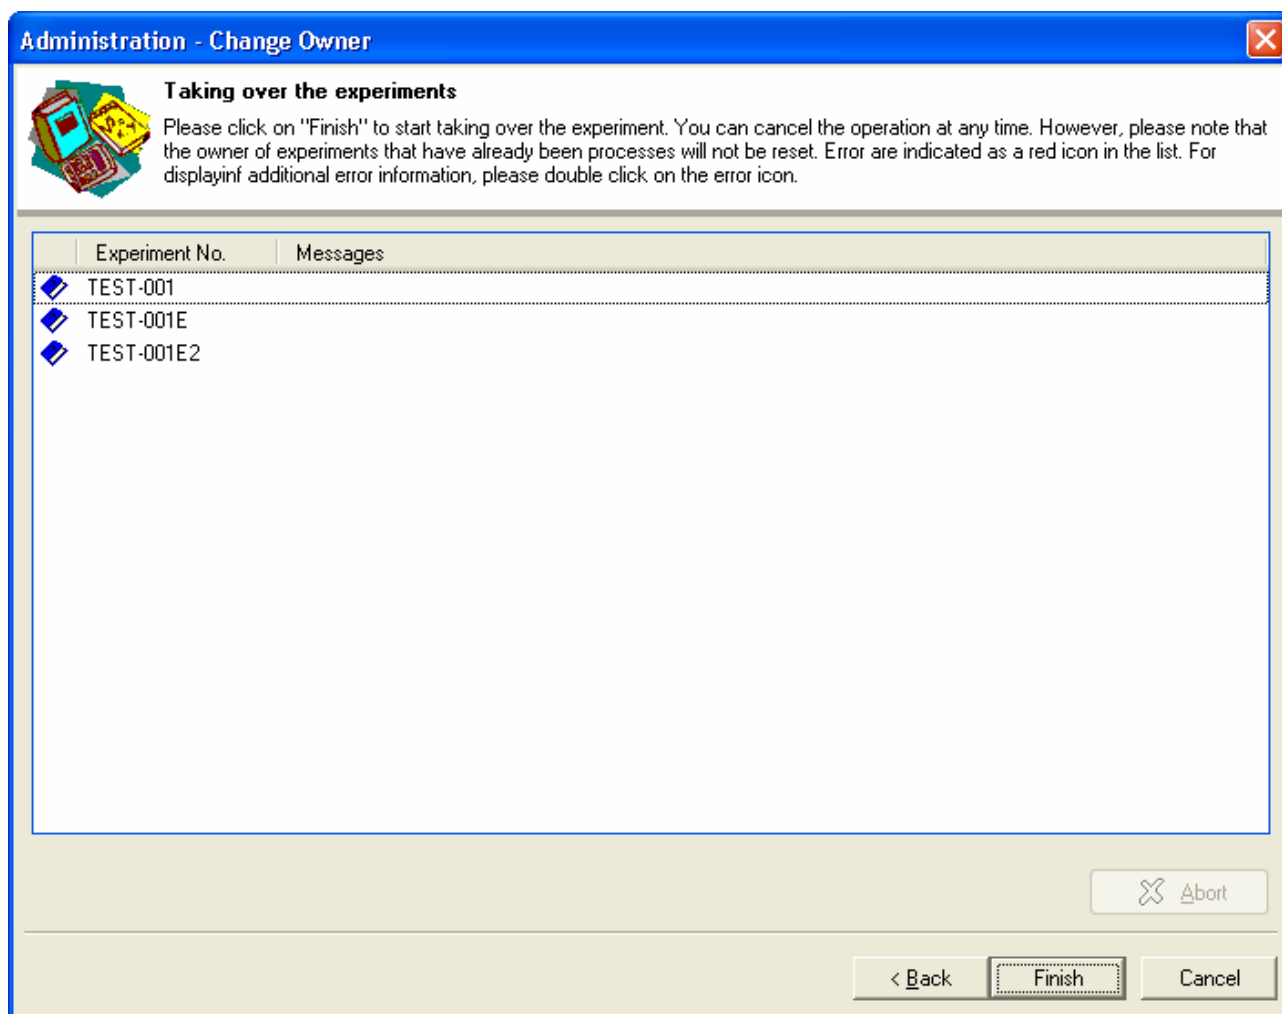 Administration - Change Owner
Taking over the experiments
Please click on "Finish" to start taking over the experiment. You can cancel the operation at any time. However, please note that
the owner of experiments that have already been processes will not be reset. Error are indicated as a red icon in the list. For
displayinf additional error information, please double click on the error icon.
Experiment No. Messages
TEST-001
TEST-001E
TEST-001E2
Abort
< Back Finish Cancel